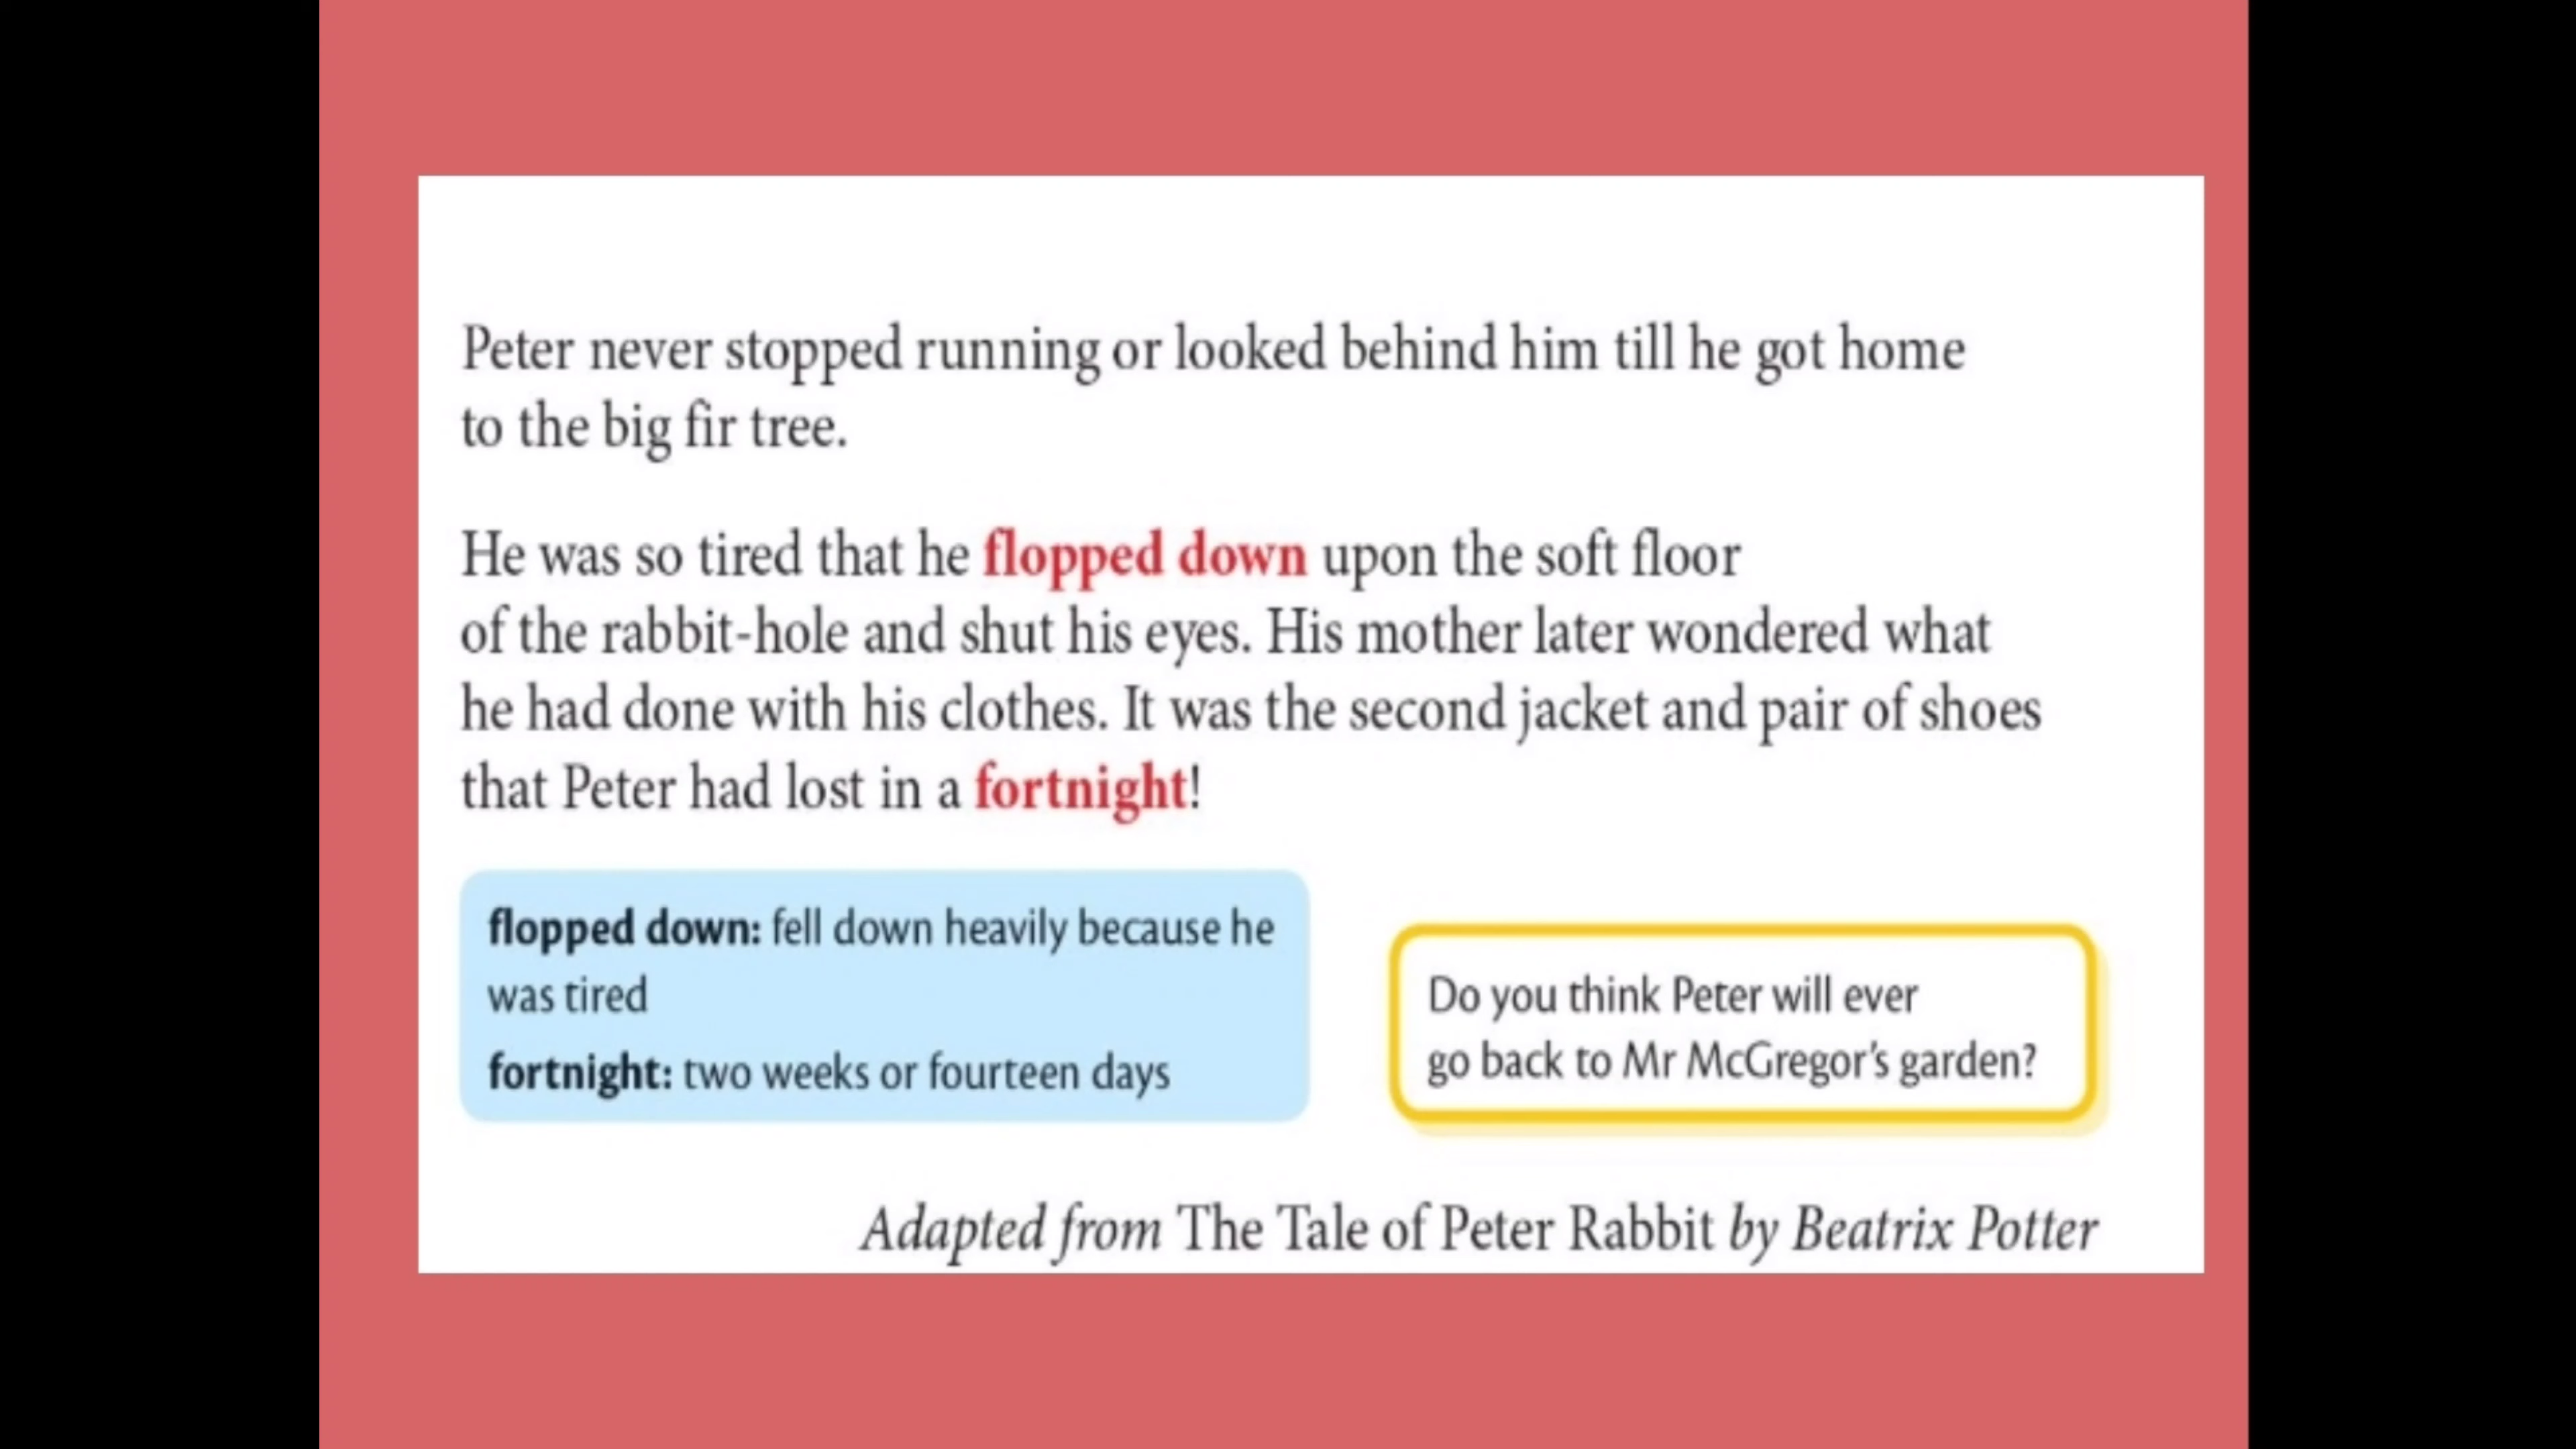 Peter never stopped running or looked behind him till he got home
to the big fir tree.
He was so tired that he flopped down upon the soft floor
of the rabbit-hole and shut his eyes. His mother later wondered what
he had done with his clothes. It was the second jacket and pair of shoes
that Peter had lost in a fortnight!
flopped down: fell down heavily because he
was tired
fortnight: two weeks or fourteen days
Do you think Peter will ever
go back to Mr McGregor's garden?
Adapted from The Tale of Peter Rabbit by Beatrix Potter